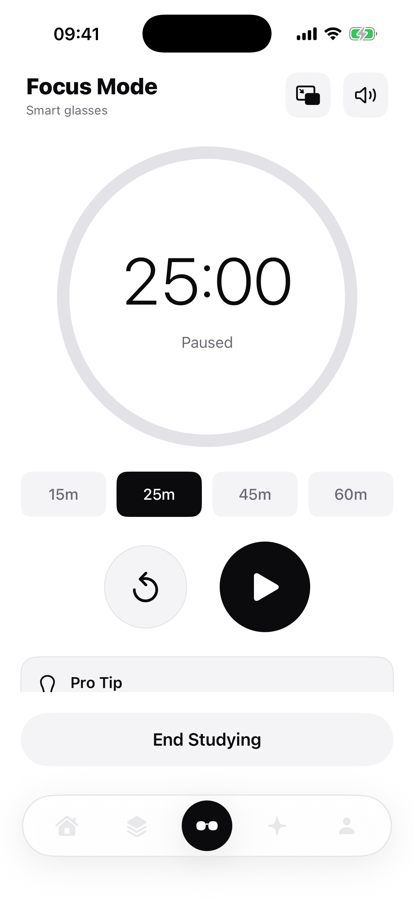 09:41
Focus Mode
Smart glasses
25:00
Paused
15m 25m 45m 60m
Pro Tip
End Studying